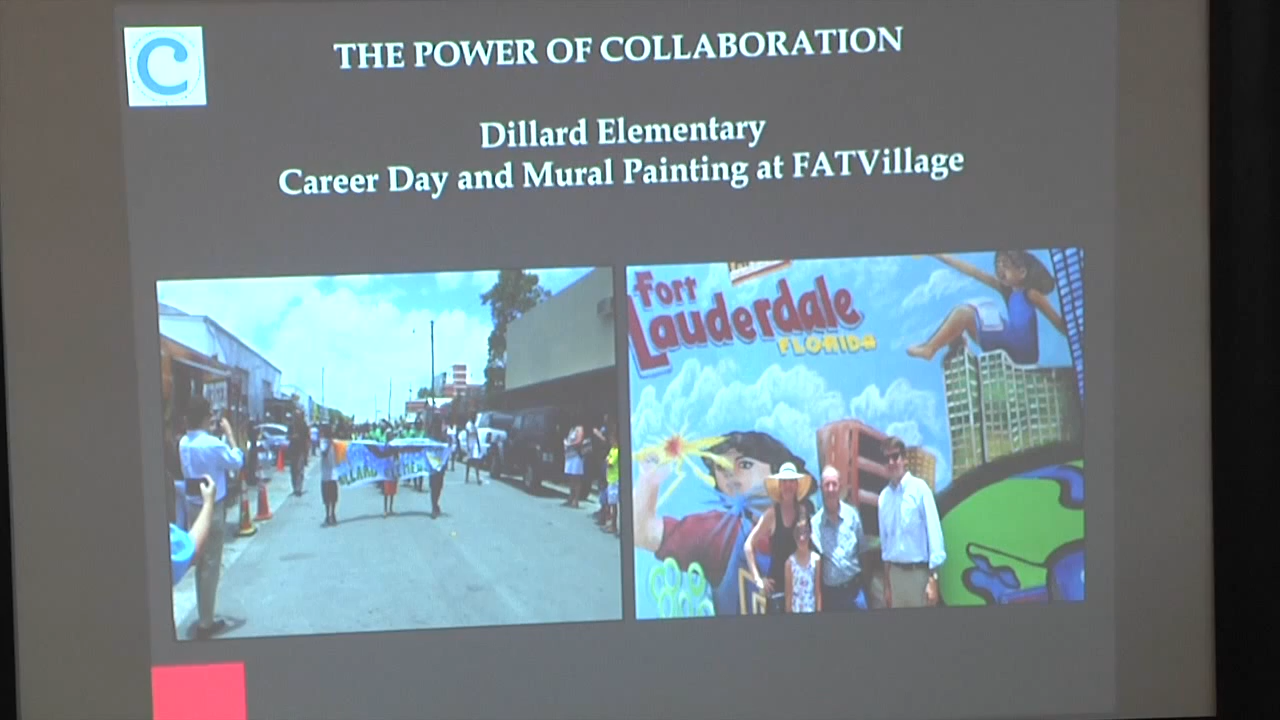 C
THE POWER OF COLLABORATION
Dillard Elementary
Career Day and Mural Painting at FATVillage
Fort
Lauderdale
FLORIDA